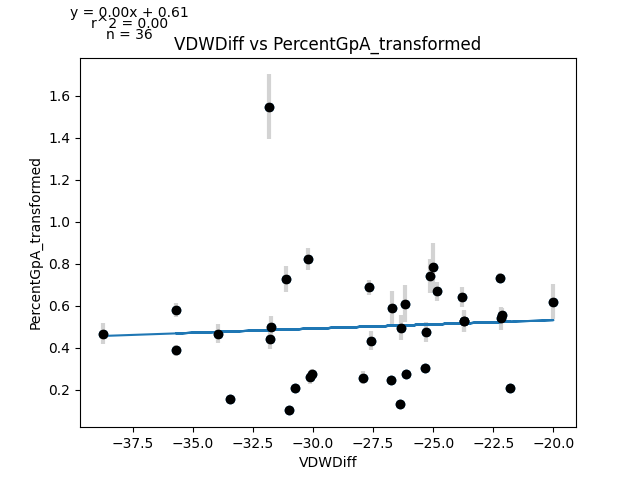 y = 0.00x + 0.61
r^2 = 0.00
n = 36
VDWDiff vs PercentGpA_transformed
1.6
1.4
1.2
1.0
0.8
0.6
0.4
0.2
PercentGpA_transformed
−37.5 −35.0 −32.5 −30.0 −27.5 −25.0 −22.5 −20.0
VDWDiff